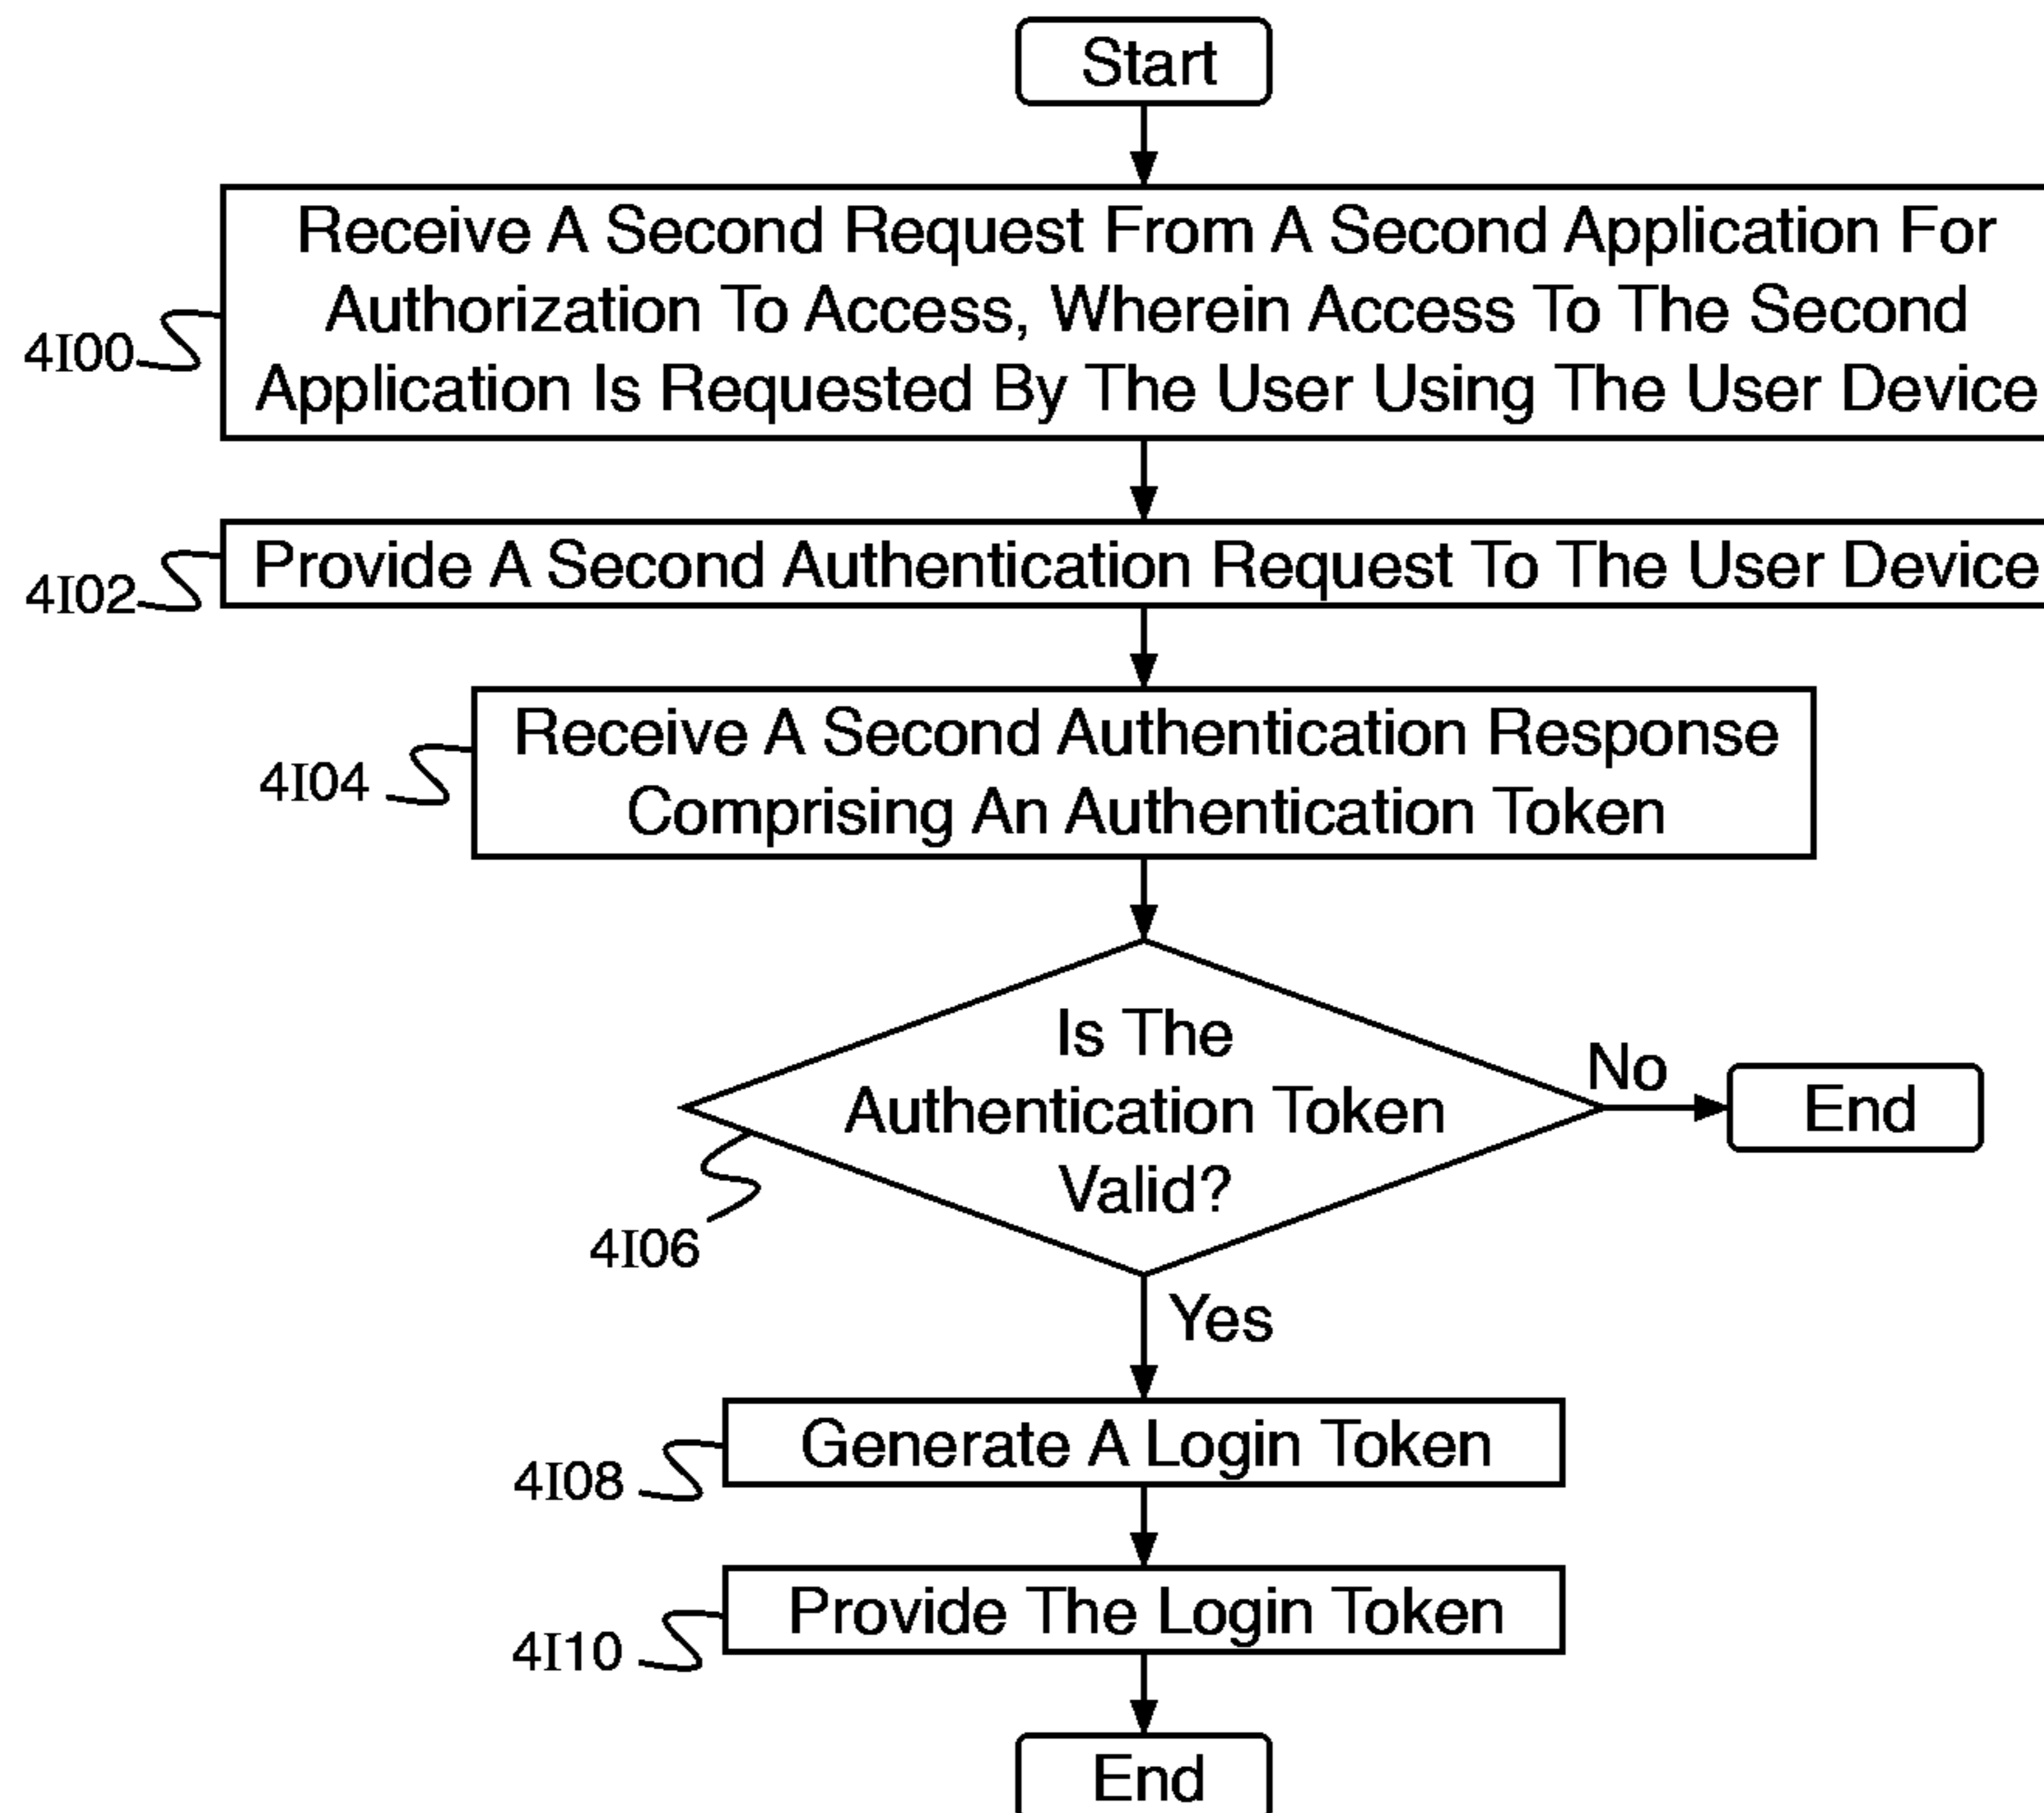 Start
Receive A Second Request From A Second Application For
Authorization To Access, Wherein Access To The Second
Application Is Requested By The User Using The User Device
4I00
Provide A Second Authentication Request To The User Device
4I02
Receive A Second Authentication Response
Comprising An Authentication Token
4I04
Is The
Authentication Token
Valid?
No
End
4I06
Yes
Generate A Login Token
4I08
Provide The Login Token
4I10
End